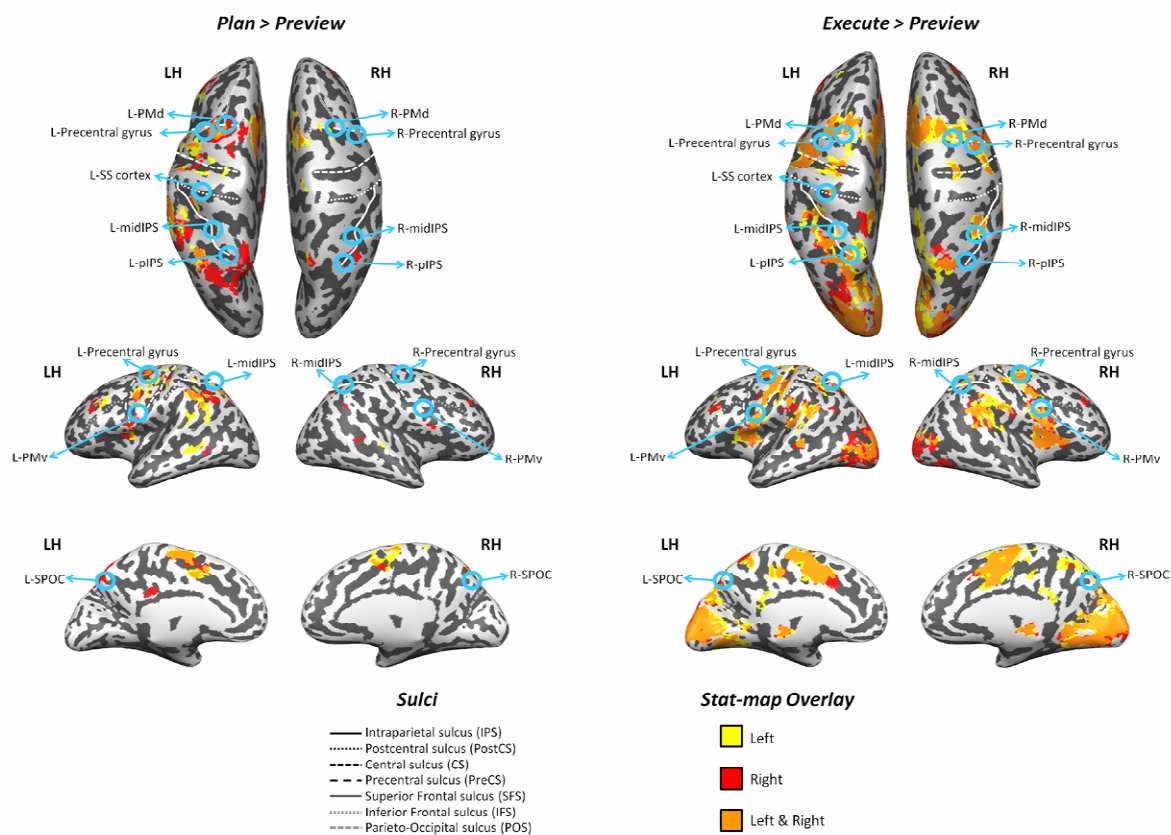 Plan > Preview
Execute > Preview
LH
RH
L-PMd
R-PMd
L-Precentral gyrus
R-Precentral gyrus
L-SS cortex
L-midIPS
R-midIPS
L-pIPS
R-pIPS
LH
RH
L-PMd
R-PMd
L-Precentral gyrus
R-Precentral gyrus
L-SS cortex
L-midIPS
R-midIPS
L-pIPS
R-pIPS
L-Precentral gyrus
L-midIPS
R-midIPS
R-Precentral gyrus
LH
RH
L-PMv
R-PMv
L-Precentral gyrus
L-midIPS
R-midIPS
R-Precentral gyrus
LH
RH
L-PMv
R-PMv
LH
RH
L-SPOC
R-SPOC
LH
RH
L-SPOC
R-SPOC
Sulci
Intraparietal sulcus (IPS)
Postcentral sulcus (PostCS)
Central sulcus (CS)
Precentral sulcus (PreCS)
Superior Frontal sulcus (SFS)
Inferior Frontal sulcus (IFS)
Parieto-Occipital sulcus (POS)
Stat-map Overlay
Left
Right
Left & Right